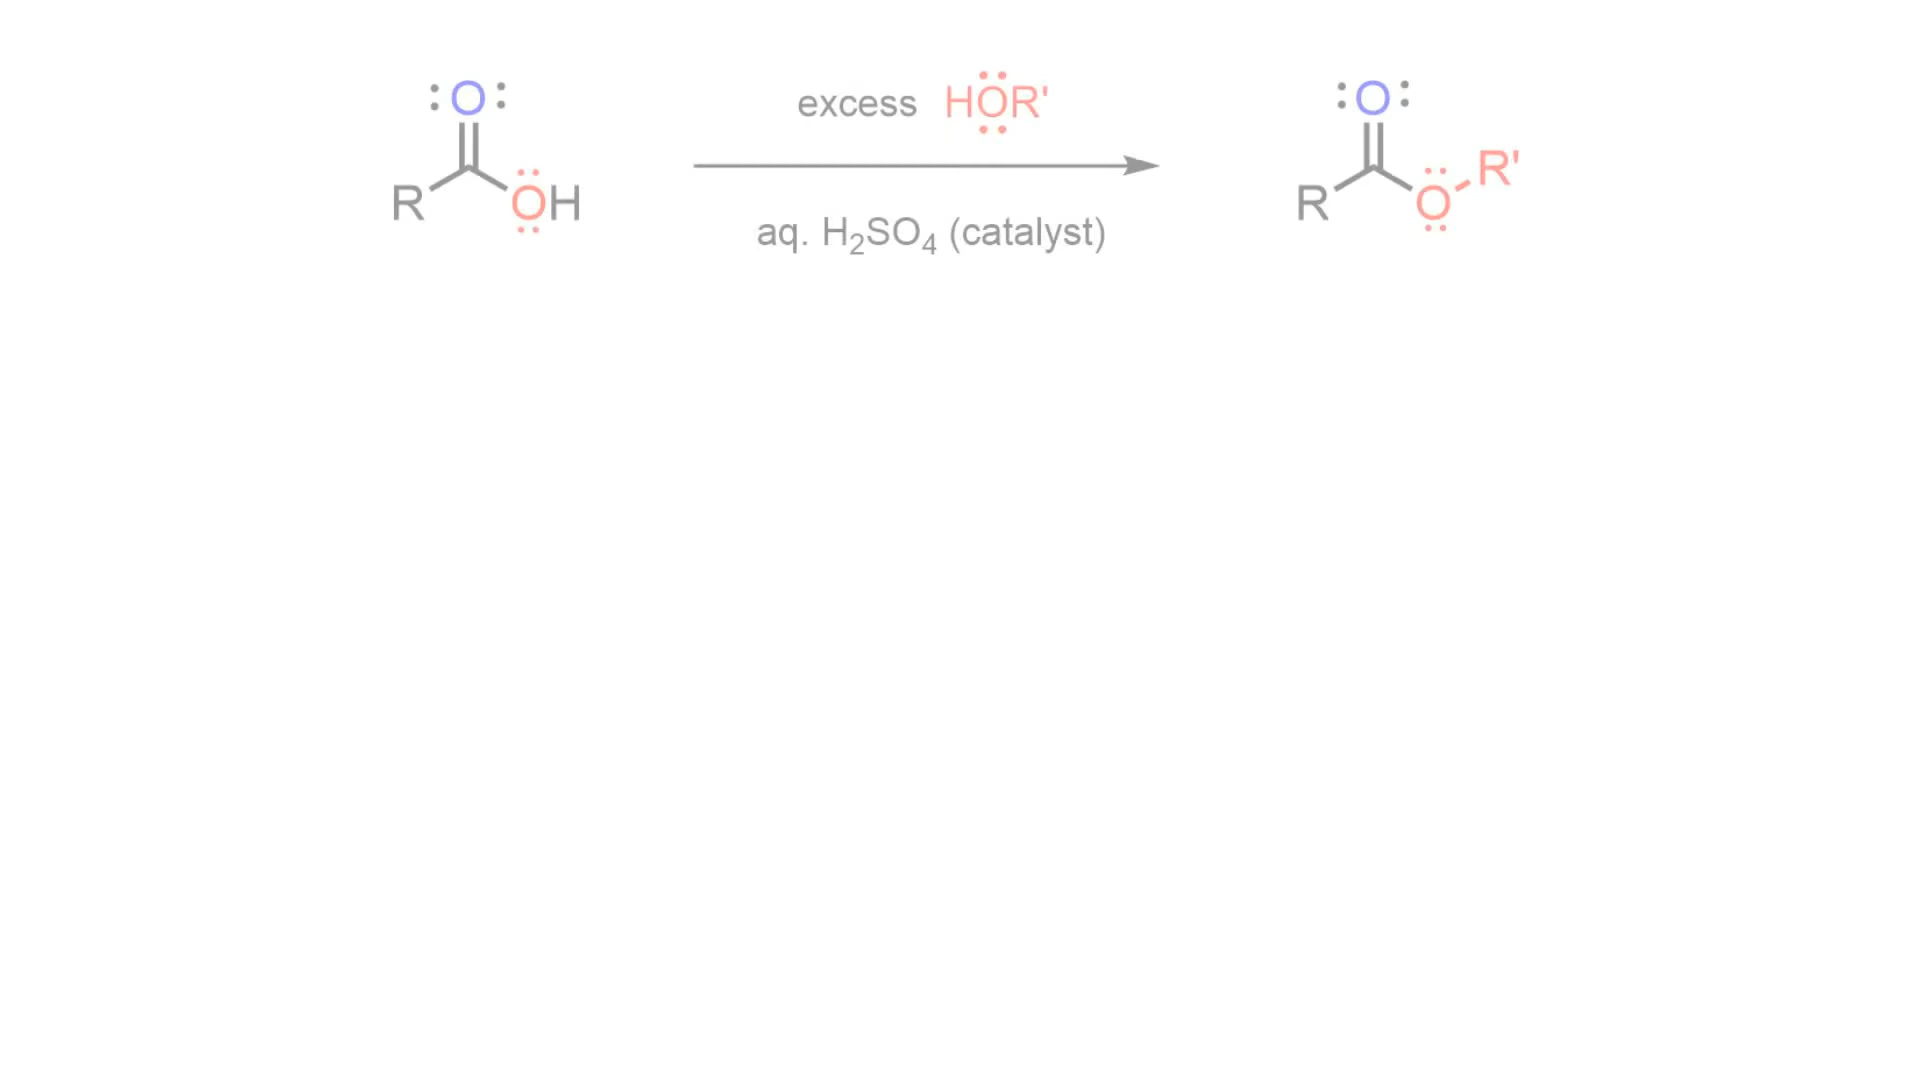 :O: excess HOR' :O:
R OH R O R'
aq. H₂SO₄ (catalyst)